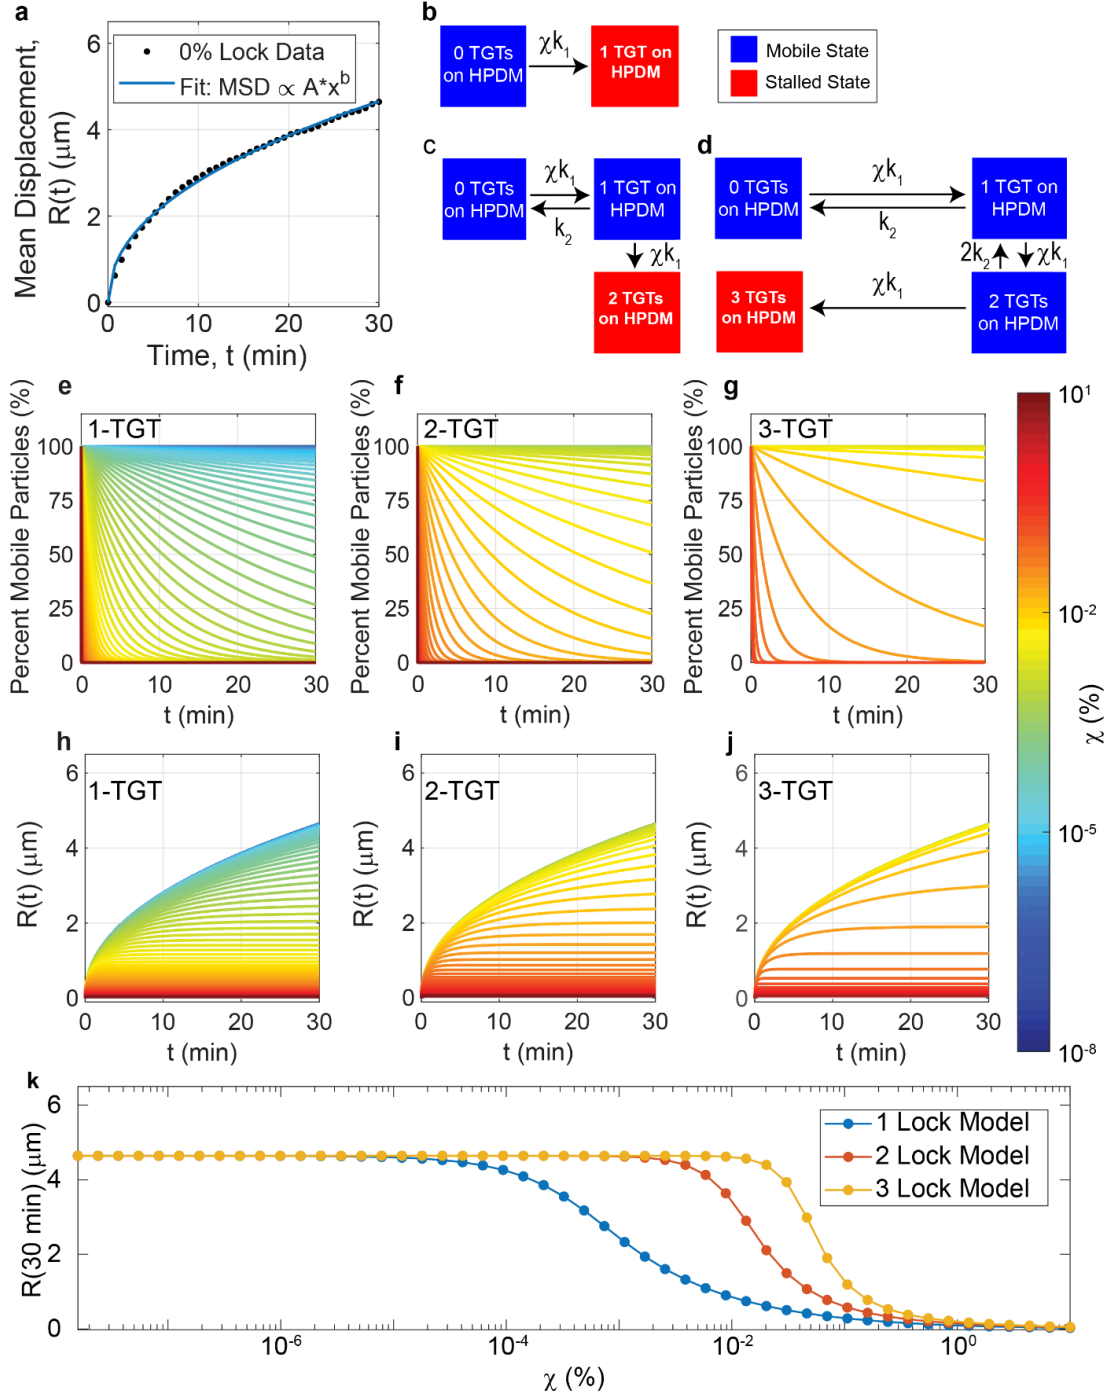 a
Mean Displacement,
R(t) (μm)
6
4
2
0
0% Lock Data
Fit: MSD ∝ A*x^b
0
10
20
30
Time, t (min)
b
0 TGTs
on HPDM
χk₁
1 TGT on
HPDM
Mobile State
Stalled State
c
0 TGTs
on HPDM
χk₁
k₂
1 TGT on
HPDM
χk₁
2 TGTs
on HPDM
d
0 TGTs
on HPDM
χk₁
k₂
1 TGT on
HPDM
2k₂
χk₁
3 TGTs
on HPDM
χk₁
2 TGTs
on HPDM
e
Percent Mobile Particles (%)
1-TGT
100
75
50
25
0
0
10
20
30
t (min)
f
Percent Mobile Particles (%)
2-TGT
100
75
50
25
0
0
10
20
30
t (min)
g
Percent Mobile Particles (%)
3-TGT
100
75
50
25
0
0
10
20
30
t (min)
10¹
10⁻²
10⁻⁵
10⁻⁸
χ (%)
h
R(t) (μm)
1-TGT
6
4
2
0
0
10
20
30
t (min)
i
R(t) (μm)
2-TGT
6
4
2
0
0
10
20
30
t (min)
j
R(t) (μm)
3-TGT
6
4
2
0
0
10
20
30
t (min)
k
R(30 min) (μm)
6
4
2
0
1 Lock Model
2 Lock Model
3 Lock Model
10⁻⁶
10⁻⁴
10⁻²
10⁰
χ (%)